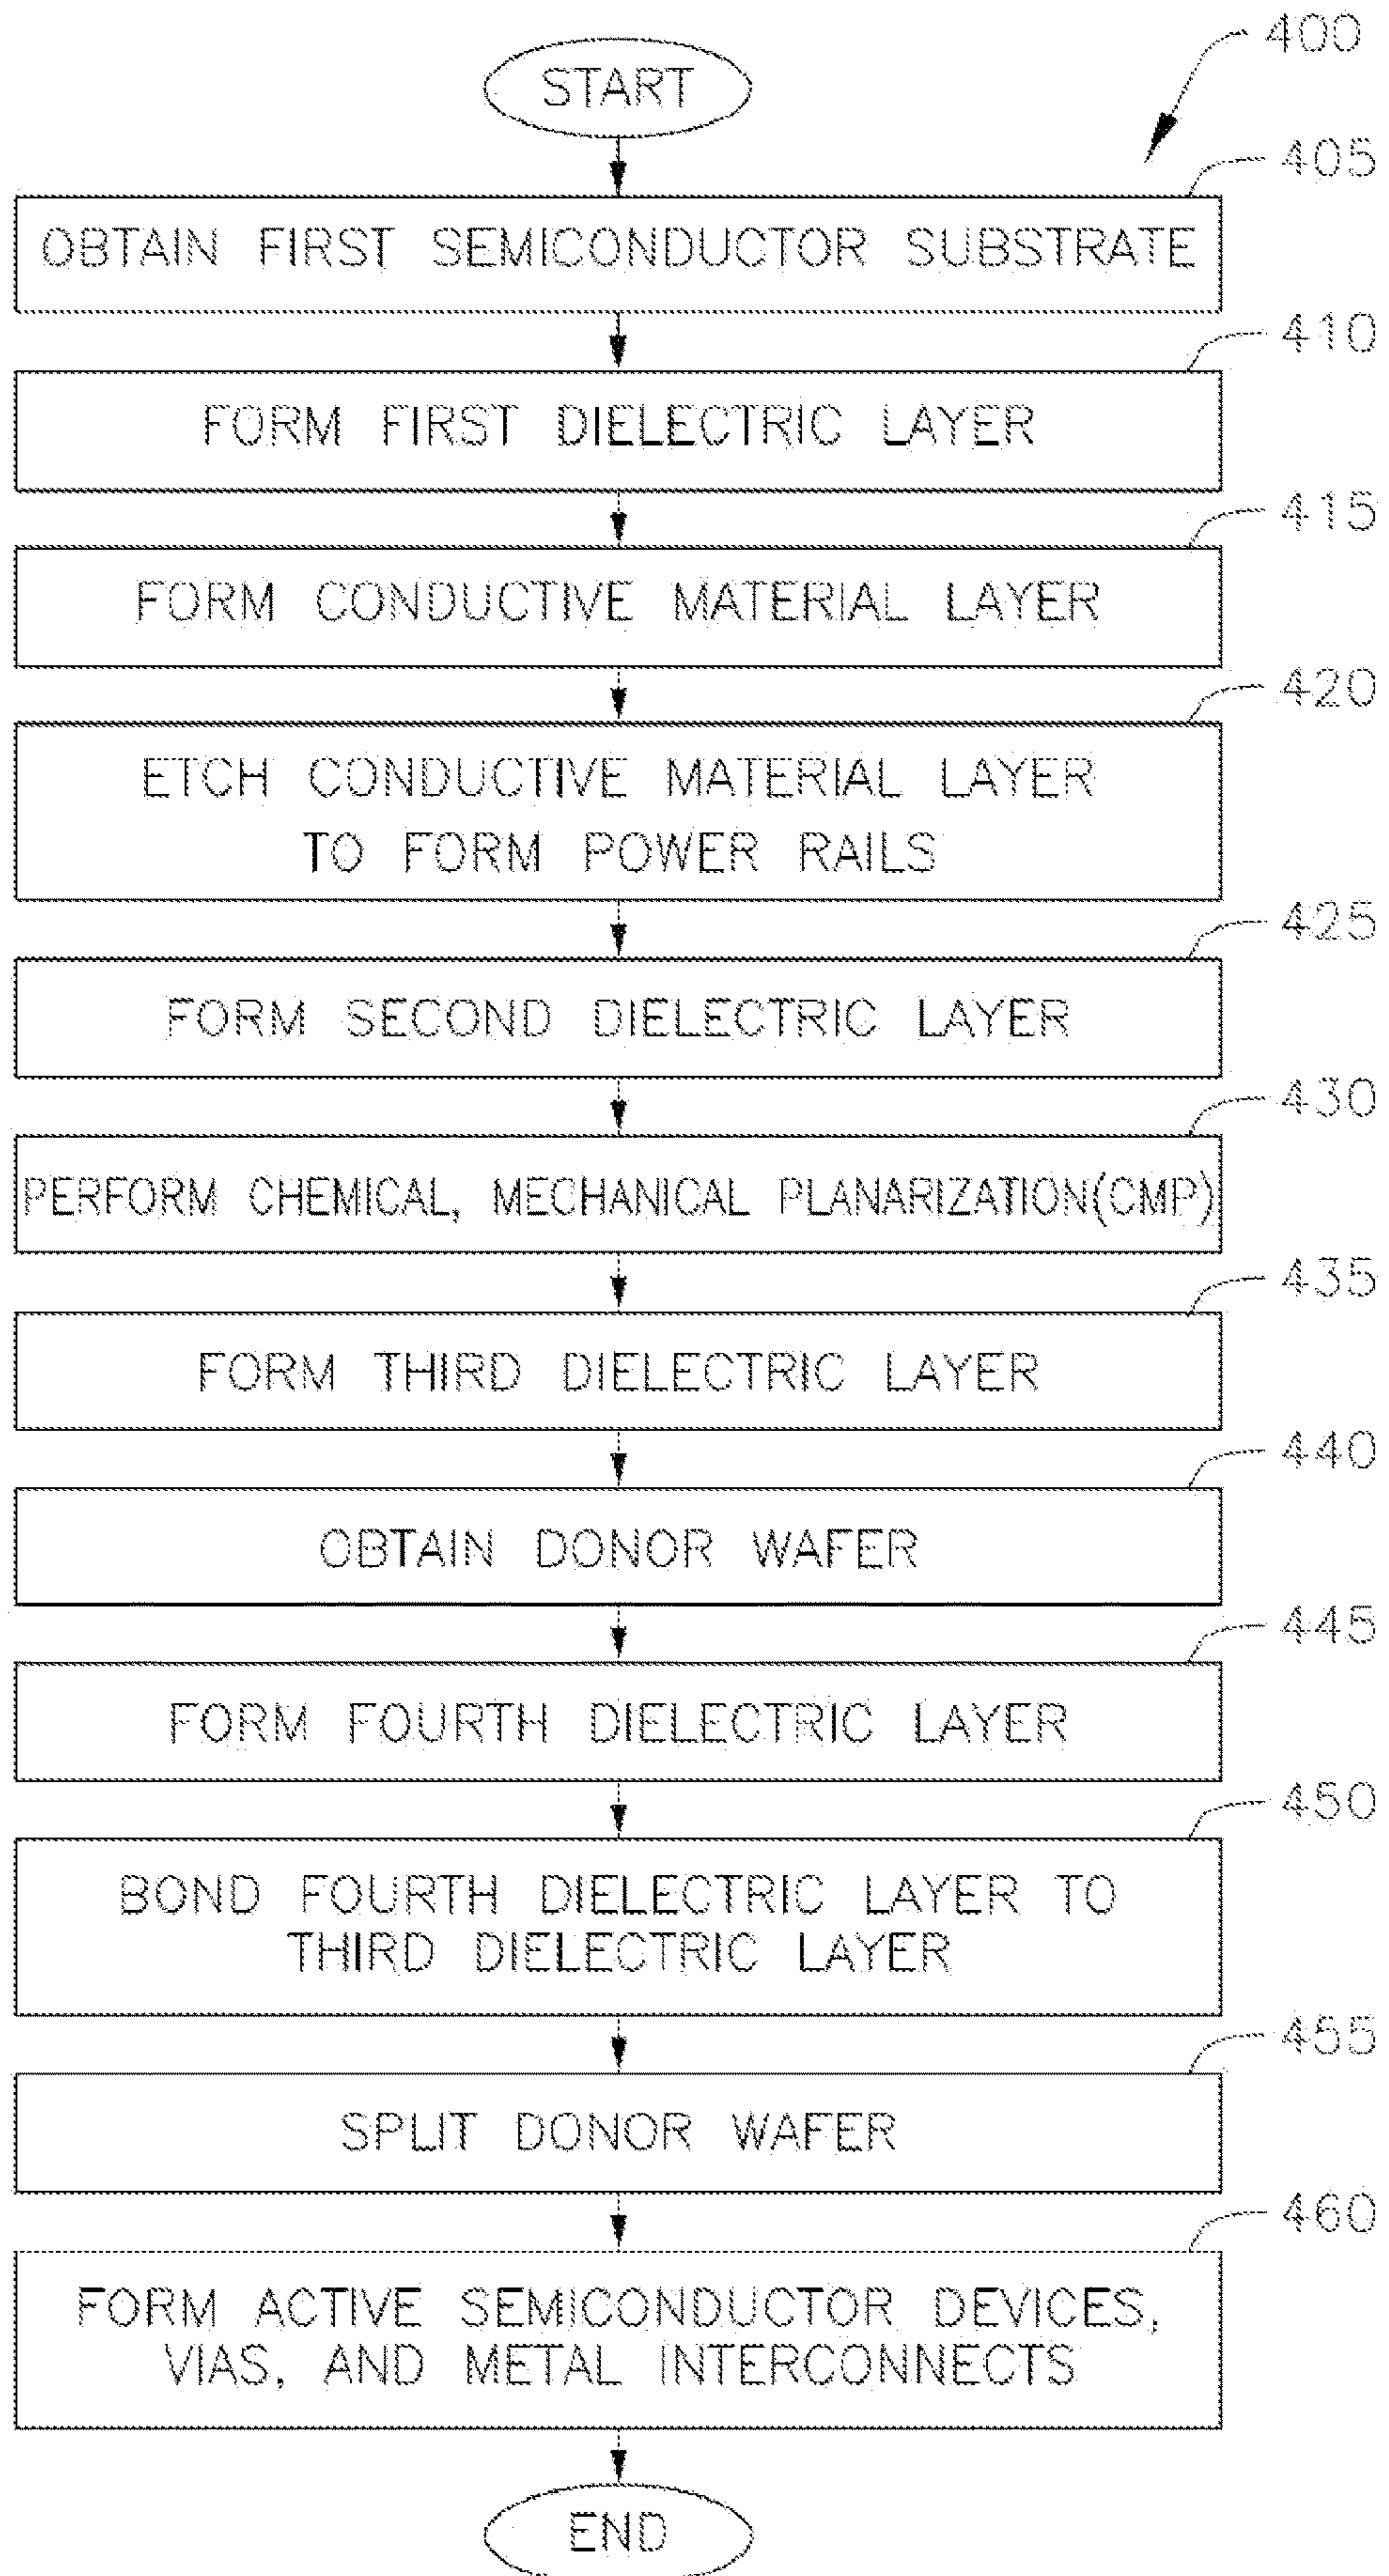 400
START
405
OBTAIN FIRST SEMICONDUCTOR SUBSTRATE
410
FORM FIRST DIELECTRIC LAYER
415
FORM CONDUCTIVE MATERIAL LAYER
420
ETCH CONDUCTIVE MATERIAL LAYER
TO FORM POWER RAILS
425
FORM SECOND DIELECTRIC LAYER
430
PERFORM CHEMICAL, MECHANICAL PLANARIZATION(CMP)
435
FORM THIRD DIELECTRIC LAYER
440
OBTAIN DONOR WAFER
445
FORM FOURTH DIELECTRIC LAYER
450
BOND FOURTH DIELECTRIC LAYER TO
THIRD DIELECTRIC LAYER
455
SPLIT DONOR WAFER
460
FORM ACTIVE SEMICONDUCTOR DEVICES,
VIAS, AND METAL INTERCONNECTS
END